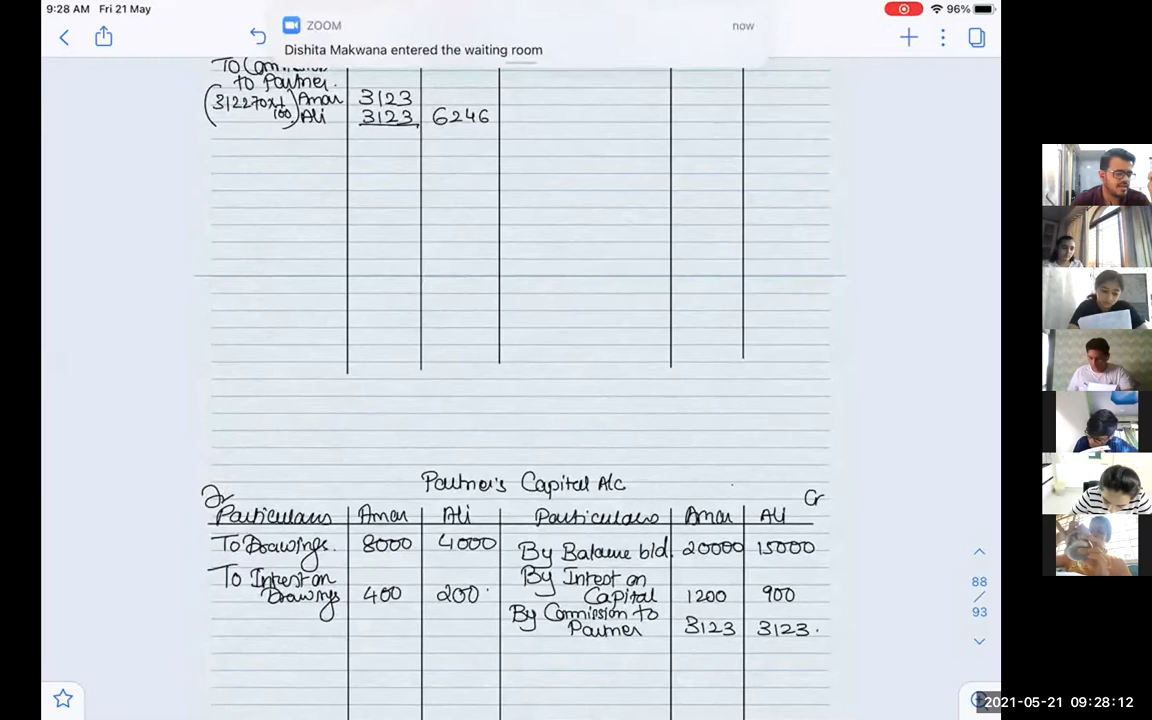 9:28 AM Fri 21 May
96%
ZOOM
now
Dishita Makwana entered the waiting room
to Partner.
(312270x1/100) Amar 3123
Ali 3123 6246
Partner's Capital A/c
Dr Cr
Particulars Amar Ali Particulars Amar Ali
To Drawings. 8000 4000 By Balance b/d. 20000 15000
To Interest on Drawings 400 200 By Intest on Capital 1200 900
By Commission to Partner 3123 3123.
88
/
93
2021-05-21 09:28:12